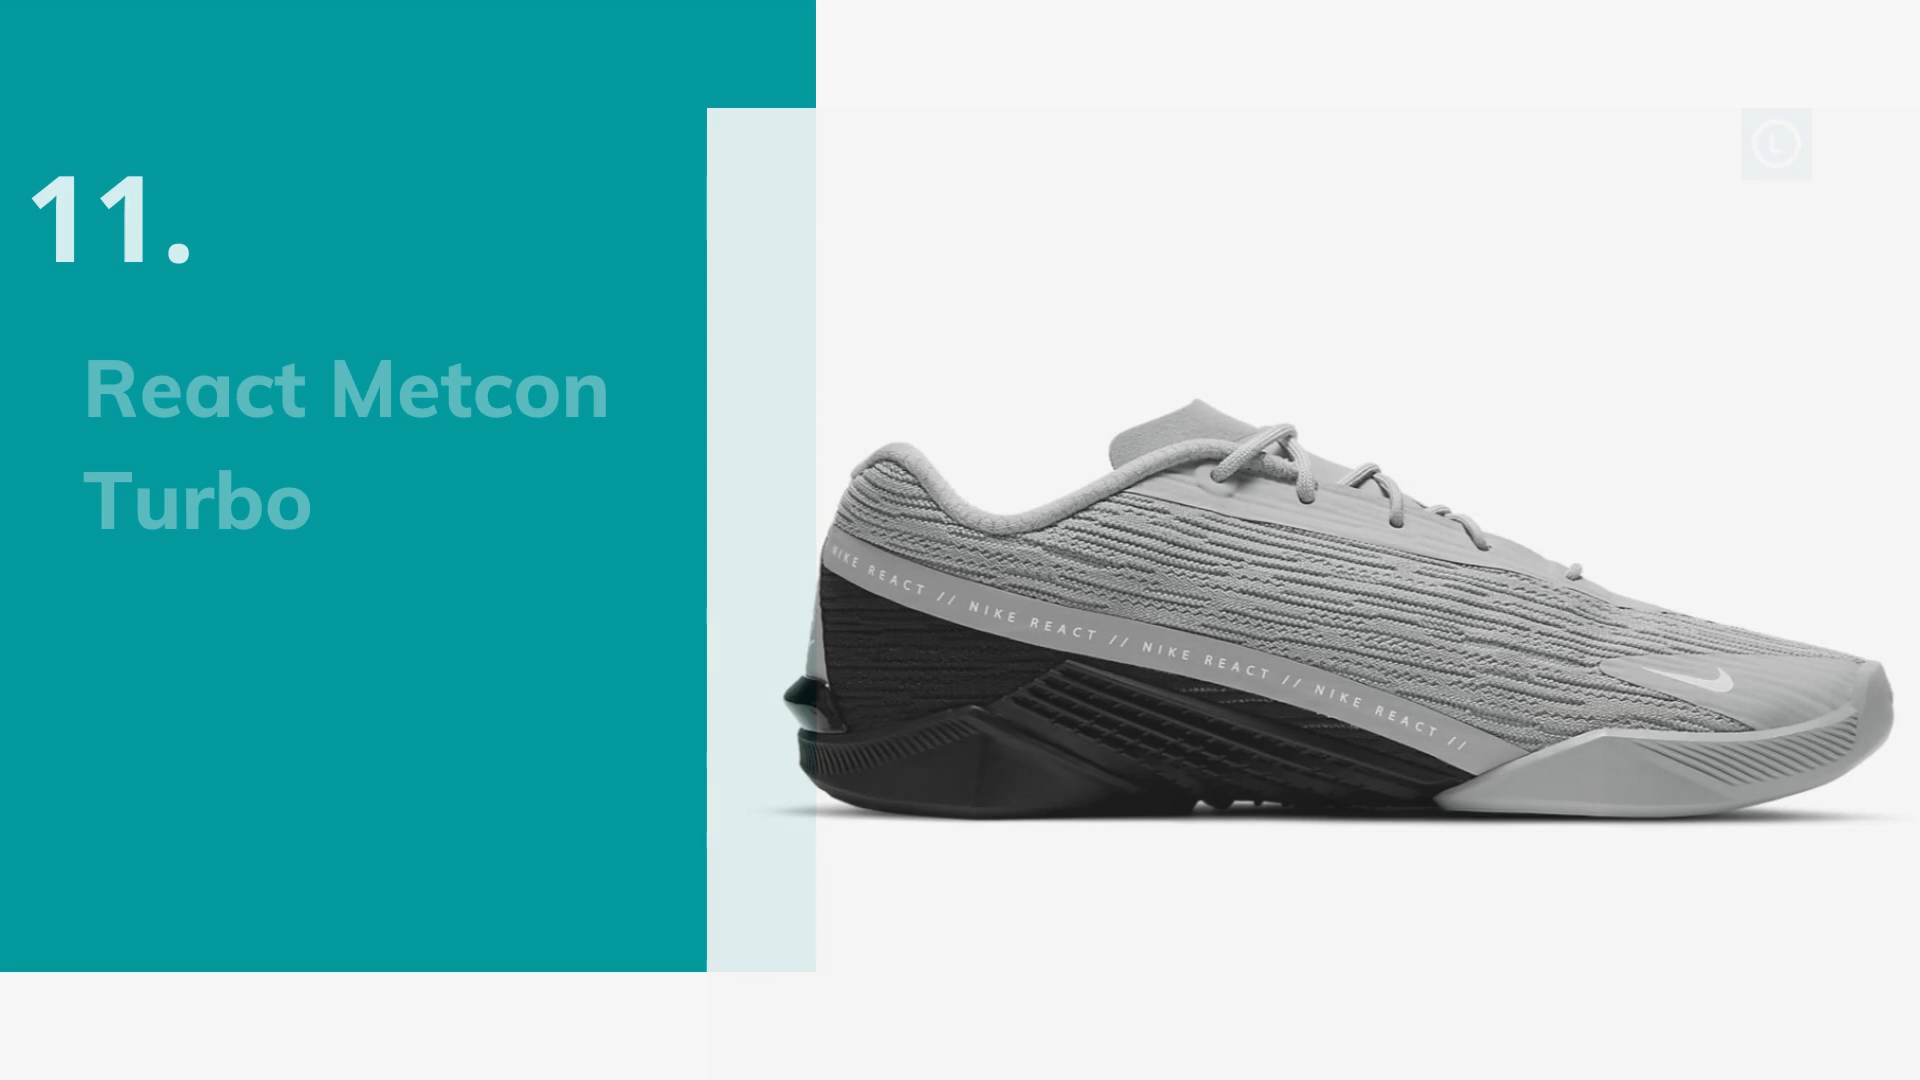 11.
React Metcon
Turbo
NIKE REACT // NIKE REACT // NIKE REACT // NIKE REACT //
L